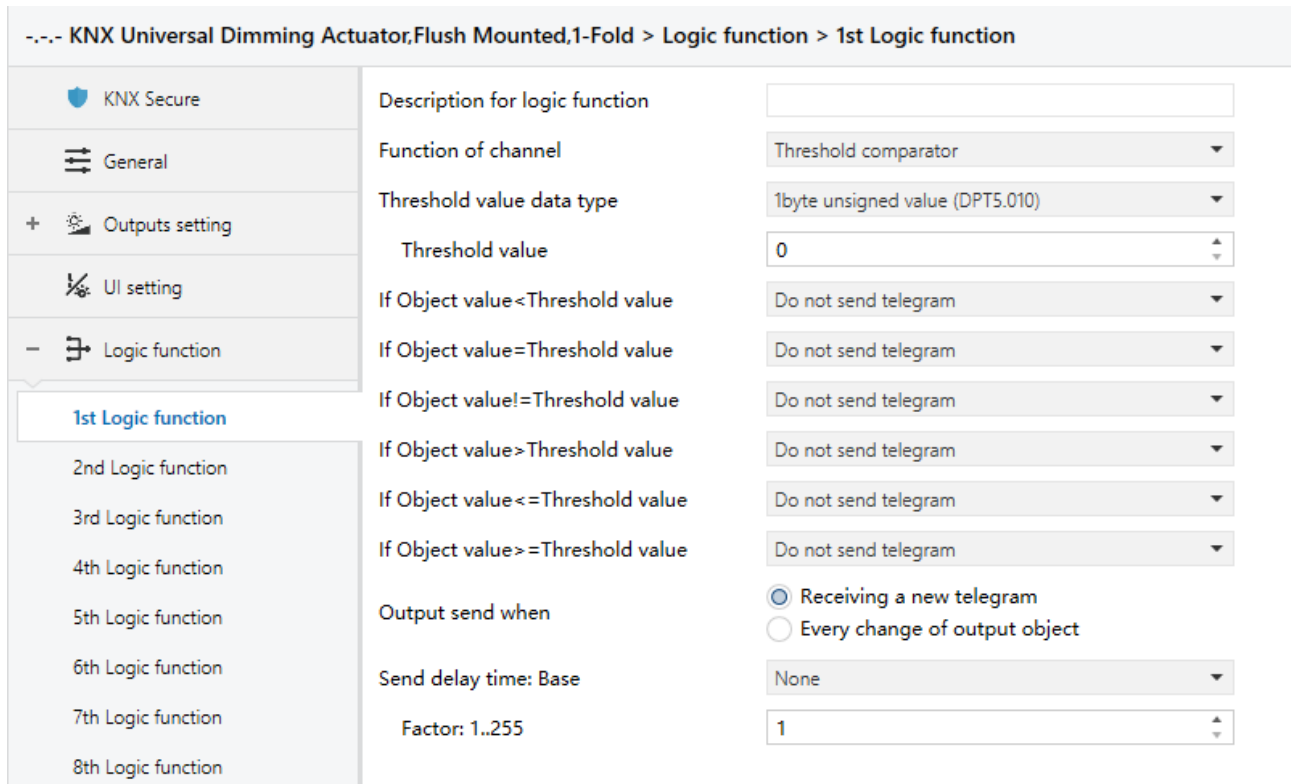 -.-.- KNX Universal Dimming Actuator,Flush Mounted,1-Fold > Logic function > 1st Logic function
KNX Secure
General
+ Outputs setting
UI setting
− Logic function
1st Logic function
2nd Logic function
3rd Logic function
4th Logic function
5th Logic function
6th Logic function
7th Logic function
8th Logic function
Description for logic function
Function of channel Threshold comparator
Threshold value data type 1byte unsigned value (DPT5.010)
Threshold value 0
If Object value<Threshold value Do not send telegram
If Object value=Threshold value Do not send telegram
If Object value!=Threshold value Do not send telegram
If Object value>Threshold value Do not send telegram
If Object value<=Threshold value Do not send telegram
If Object value>=Threshold value Do not send telegram
Output send when
Receiving a new telegram
Every change of output object
Send delay time: Base None
Factor: 1..255 1